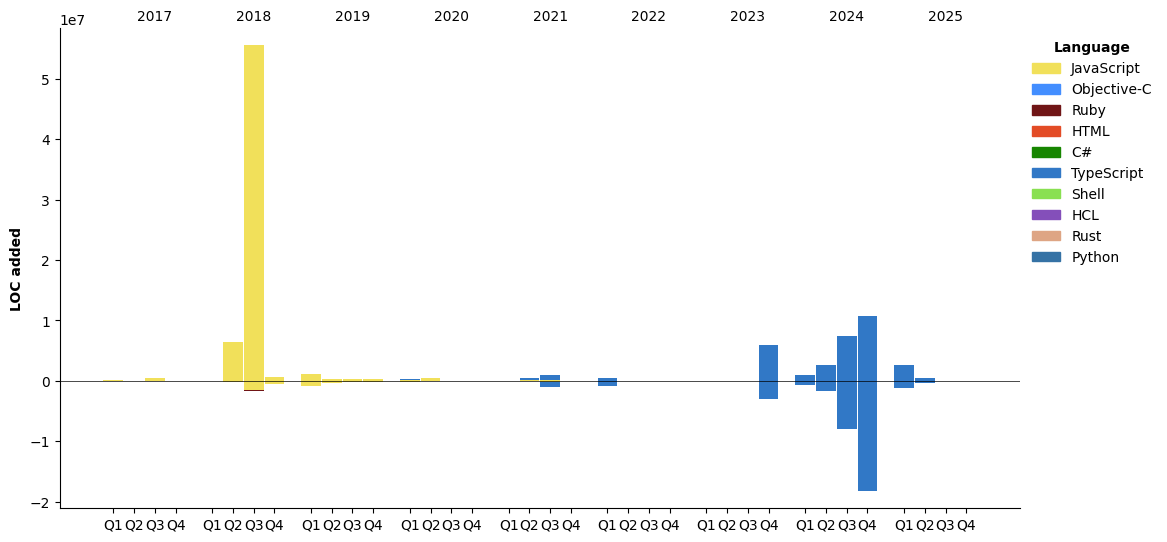 1e7
2017 2018 2019 2020 2021 2022 2023 2024 2025
LOC added
5
4
3
2
1
0
−1
−2
Q1 Q2 Q3 Q4 Q1 Q2 Q3 Q4 Q1 Q2 Q3 Q4 Q1 Q2 Q3 Q4 Q1 Q2 Q3 Q4 Q1 Q2 Q3 Q4 Q1 Q2 Q3 Q4 Q1 Q2 Q3 Q4 Q1 Q2 Q3 Q4
Language
JavaScript
Objective-C
Ruby
HTML
C#
TypeScript
Shell
HCL
Rust
Python